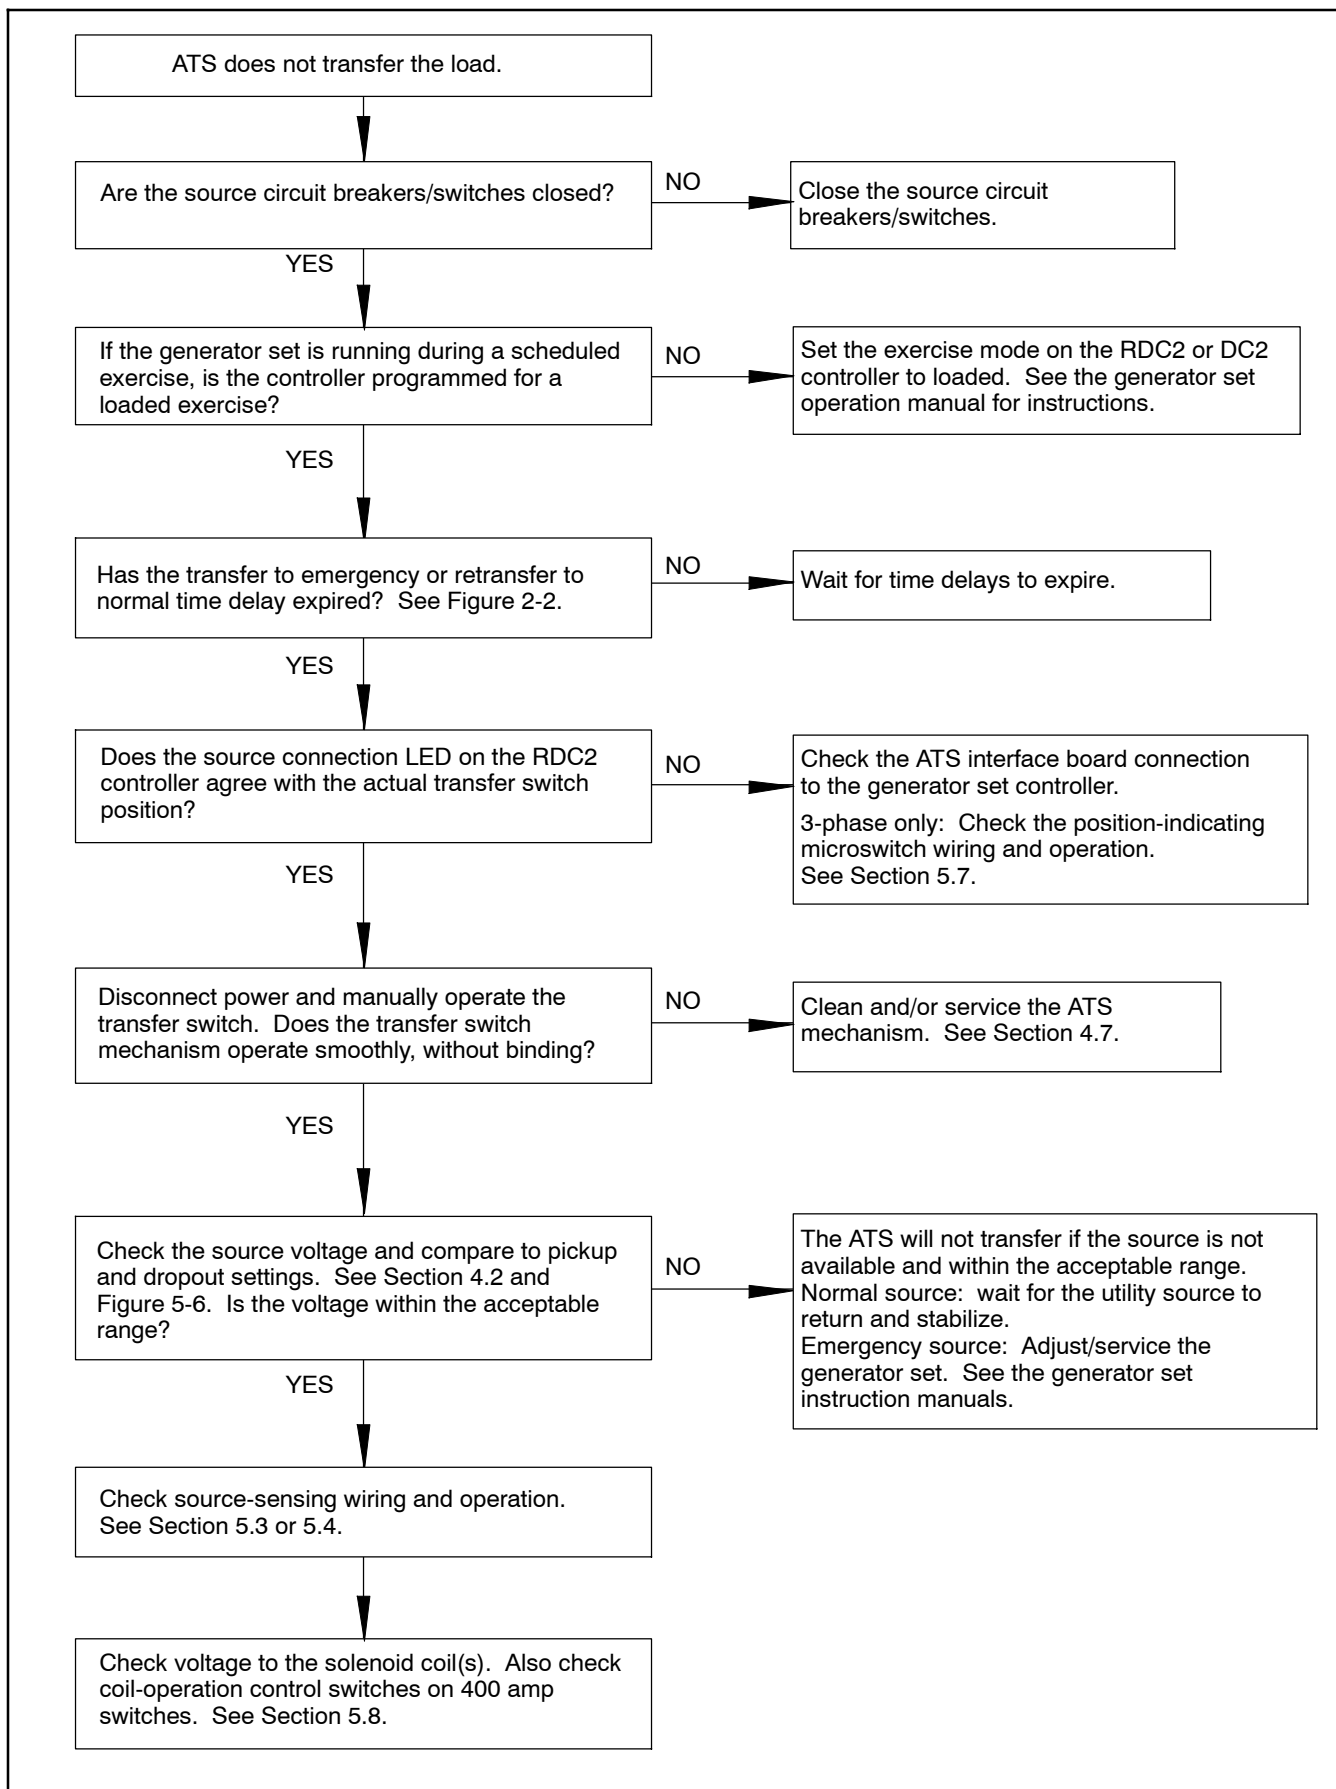 ATS does not transfer the load.
Are the source circuit breakers/switches closed?
NO
Close the source circuit
breakers/switches.
YES
If the generator set is running during a scheduled
exercise, is the controller programmed for a
loaded exercise?
NO
Set the exercise mode on the RDC2 or DC2
controller to loaded.  See the generator set
operation manual for instructions.
YES
Has the transfer to emergency or retransfer to
normal time delay expired?  See Figure 2-2.
NO
Wait for time delays to expire.
YES
Does the source connection LED on the RDC2
controller agree with the actual transfer switch
position?
NO
Check the ATS interface board connection
to the generator set controller.
3-phase only:  Check the position-indicating
microswitch wiring and operation.
See Section 5.7.
YES
Disconnect power and manually operate the
transfer switch.  Does the transfer switch
mechanism operate smoothly, without binding?
NO
Clean and/or service the ATS
mechanism.  See Section 4.7.
YES
Check the source voltage and compare to pickup
and dropout settings.  See Section 4.2 and
Figure 5-6.  Is the voltage within the acceptable
range?
NO
The ATS will not transfer if the source is not
available and within the acceptable range.
Normal source:  wait for the utility source to
return and stabilize.
Emergency source:  Adjust/service the
generator set.  See the generator set
instruction manuals.
YES
Check source-sensing wiring and operation.
See Section 5.3 or 5.4.
Check voltage to the solenoid coil(s).  Also check
coil-operation control switches on 400 amp
switches.  See Section 5.8.